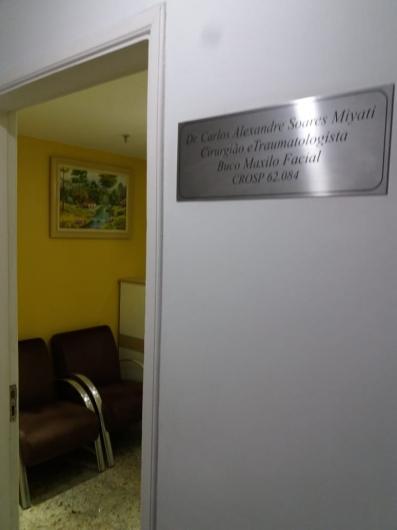 Dr. Carlos Alexandre Soares Miyati
Cirurgião eTraumatologista
Buco Maxilo Facial
CROSP 62.084